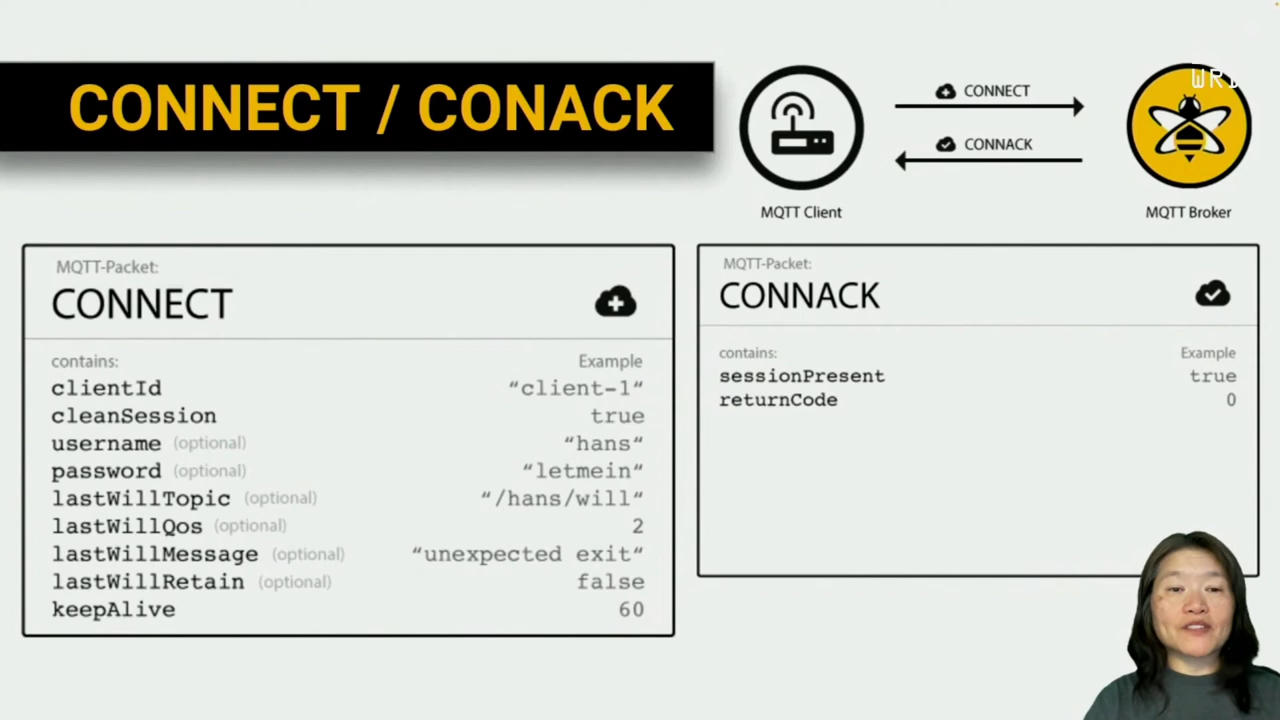 CONNECT / CONACK
CONNECT
CONNACK
MQTT Client
MQTT Broker
MQTT-Packet:
CONNECT
contains: Example
clientId “client-1“
cleanSession true
username (optional) “hans“
password (optional) “letmein“
lastWillTopic (optional) “/hans/will“
lastWillQos (optional) 2
lastWillMessage (optional) “unexpected exit“
lastWillRetain (optional) false
keepAlive 60
MQTT-Packet:
CONNACK
contains: Example
sessionPresent true
returnCode 0